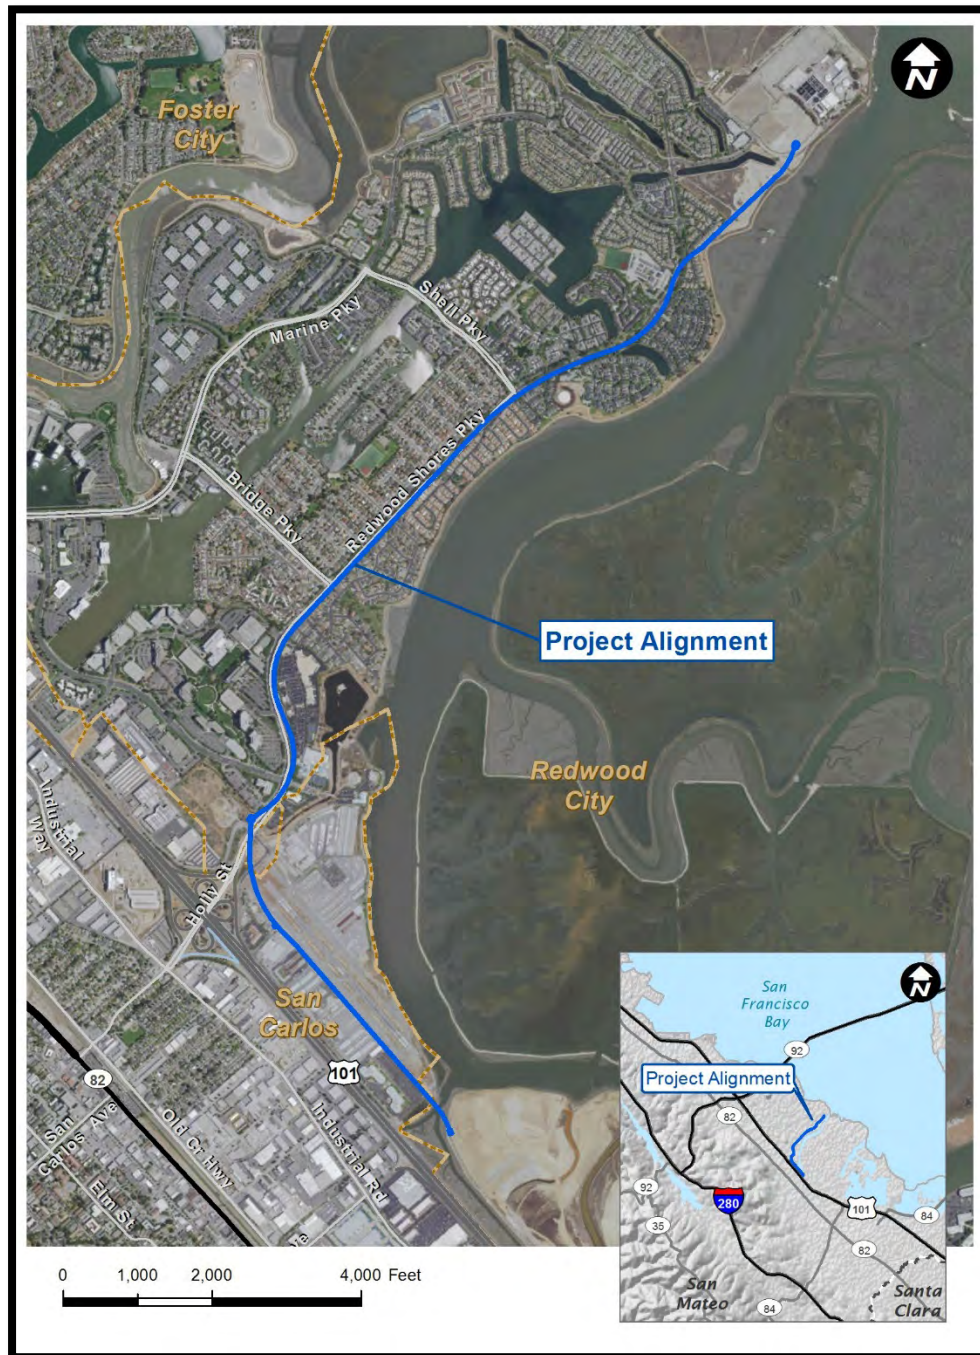 N
Foster
City
Marine Pky
Shell Pky
Redwood Shores Pky
Bridge Pky
Project Alignment
Redwood
City
Industrial
Way
Holly St
San
Carlos
101
82
San
Carlos Ave
Old Cr Hwy
Industrial Rd
Elm St
N
San
Francisco
Bay
92
Project Alignment
82
92
280
101
84
35
82
San
Mateo
84
Santa
Clara
0 1,000 2,000 4,000 Feet